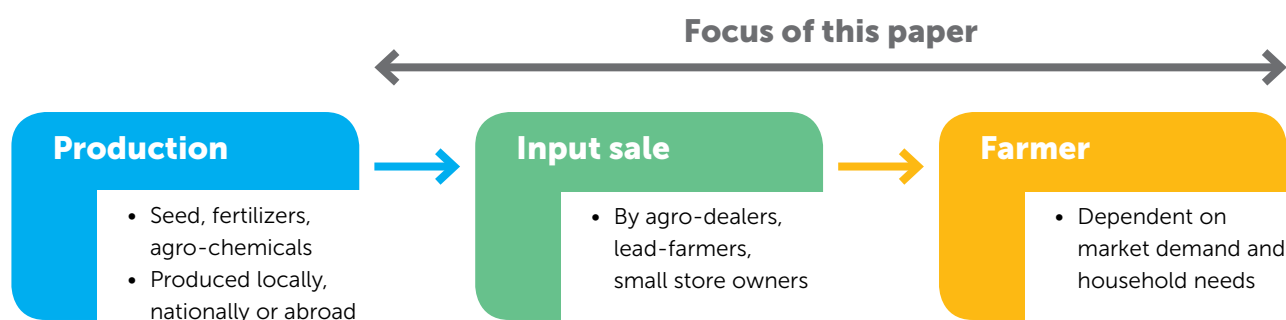 Focus of this paper
Production
• Seed, fertilizers,
agro-chemicals
• Produced locally,
nationally or abroad
Input sale
• By agro-dealers,
lead-farmers,
small store owners
Farmer
• Dependent on
market demand and
household needs